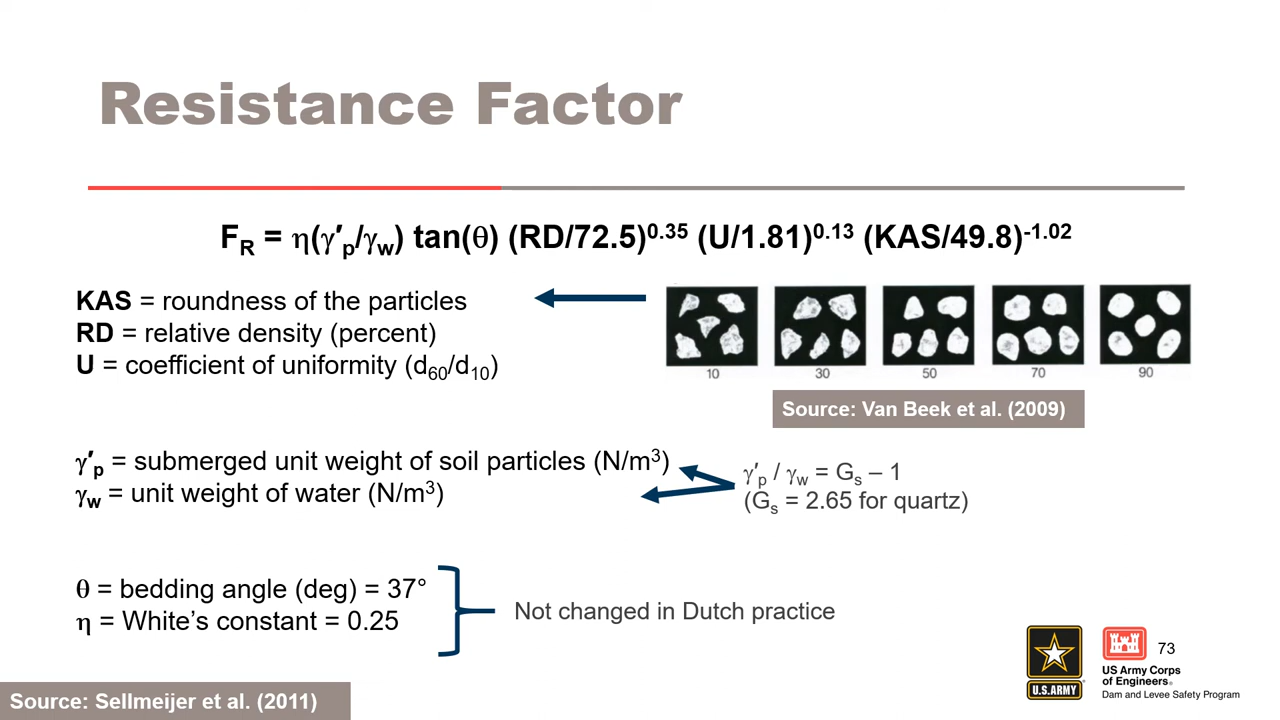 Resistance Factor
F_R = η(γ′_p/γ_w) tan(θ) (RD/72.5)^0.35 (U/1.81)^0.13 (KAS/49.8)^-1.02
KAS = roundness of the particles
RD = relative density (percent)
U = coefficient of uniformity (d_60/d_10)
10 30 50 70 90
Source: Van Beek et al. (2009)
γ′_p = submerged unit weight of soil particles (N/m³)
γ_w = unit weight of water (N/m³)
γ′_p / γ_w = G_s – 1
(G_s = 2.65 for quartz)
θ = bedding angle (deg) = 37°
η = White’s constant = 0.25
Not changed in Dutch practice
U.S.ARMY
73
US Army Corps
of Engineers®
Dam and Levee Safety Program
Source: Sellmeijer et al. (2011)